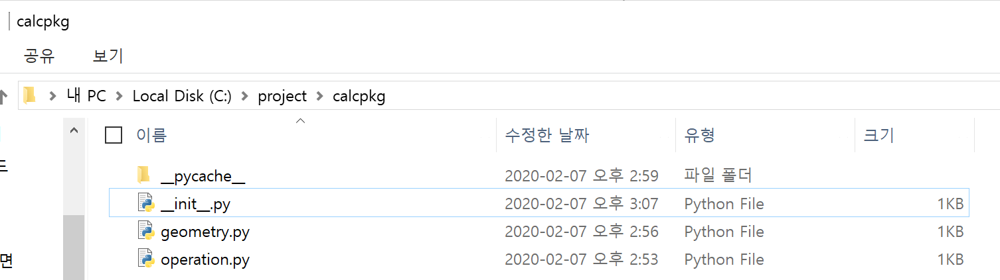 calcpkg
공유 보기
내 PC Local Disk (C:) project calcpkg
이름 수정한 날짜 유형 크기
__pycache__ 2020-02-07 오후 2:59 파일 폴더
__init__.py 2020-02-07 오후 3:07 Python File 1KB
geometry.py 2020-02-07 오후 2:56 Python File 1KB
operation.py 2020-02-07 오후 2:53 Python File 1KB
면